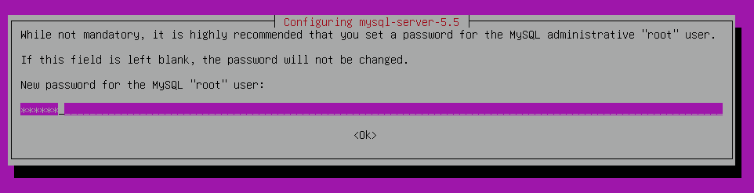 Configuring mysql-server-5.5
While not mandatory, it is highly recommended that you set a password for the MySQL administrative "root" user.
If this field is left blank, the password will not be changed.
New password for the MySQL "root" user:
******
<Ok>